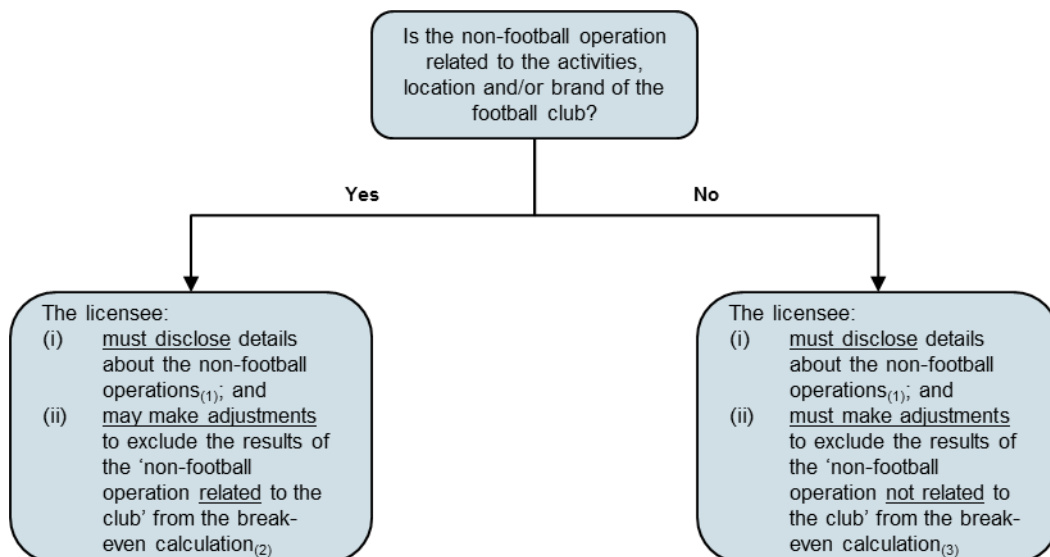 Is the non-football operation
related to the activities,
location and/or brand of the
football club?
Yes
No
The licensee:
(i) must disclose details
about the non-football
operations(1); and
(ii) may make adjustments
to exclude the results of
the ‘non-football
operation related to the
club’ from the break-
even calculation(2)
The licensee:
(i) must disclose details
about the non-football
operations(1); and
(ii) must make adjustments
to exclude the results of
the ‘non-football
operation not related to
the club’ from the break-
even calculation(3)